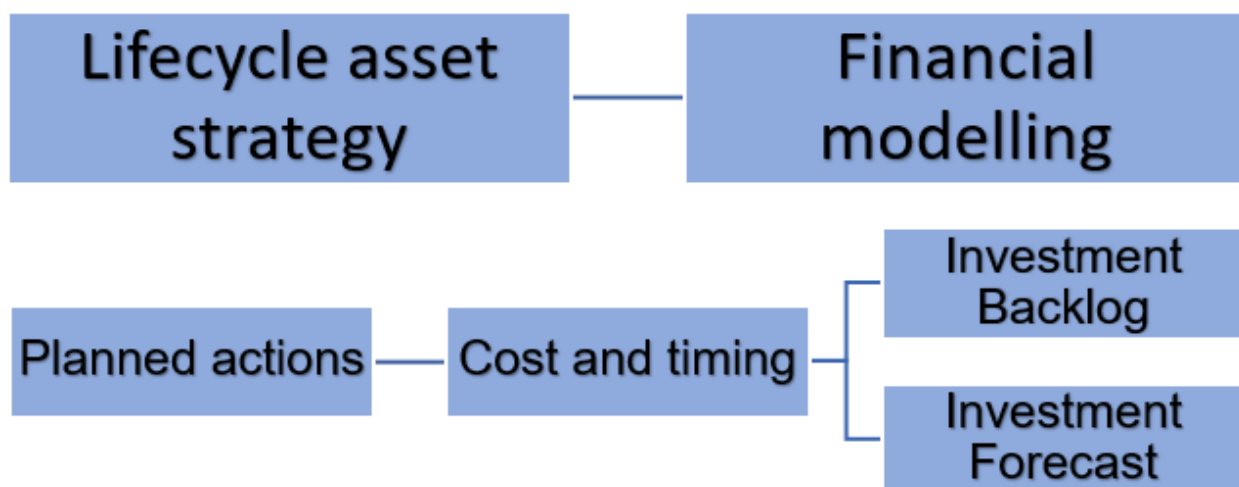 Lifecycle asset
strategy
Financial
modelling
Planned actions
Cost and timing
Investment
Backlog
Investment
Forecast